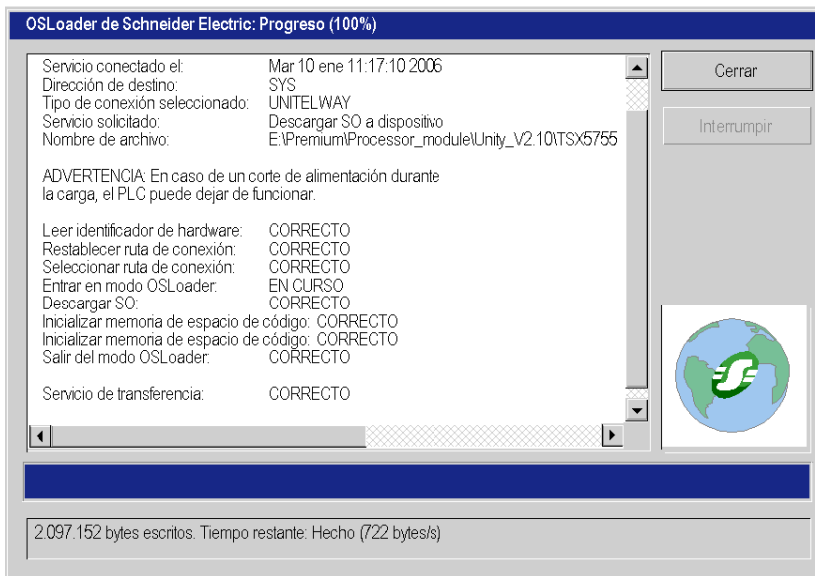 OSLoader de Schneider Electric: Progreso (100%)
Servicio conectado el: Mar 10 ene 11:17:10 2006
Dirección de destino: SYS
Tipo de conexión seleccionado: UNITELWAY
Servicio solicitado: Descargar SO a dispositivo
Nombre de archivo: E:\Premium\Processor_module\Unity_V2.10\TSX5755
ADVERTENCIA: En caso de un corte de alimentación durante
la carga, el PLC puede dejar de funcionar.
Leer identificador de hardware: CORRECTO
Restablecer ruta de conexión: CORRECTO
Seleccionar ruta de conexión: CORRECTO
Entrar en modo OSLoader: EN CURSO
Descargar SO: CORRECTO
Inicializar memoria de espacio de código: CORRECTO
Inicializar memoria de espacio de código: CORRECTO
Salir del modo OSLoader: CORRECTO
Servicio de transferencia: CORRECTO
Cerrar
Interrumpir
2.097.152 bytes escritos. Tiempo restante: Hecho (722 bytes/s)